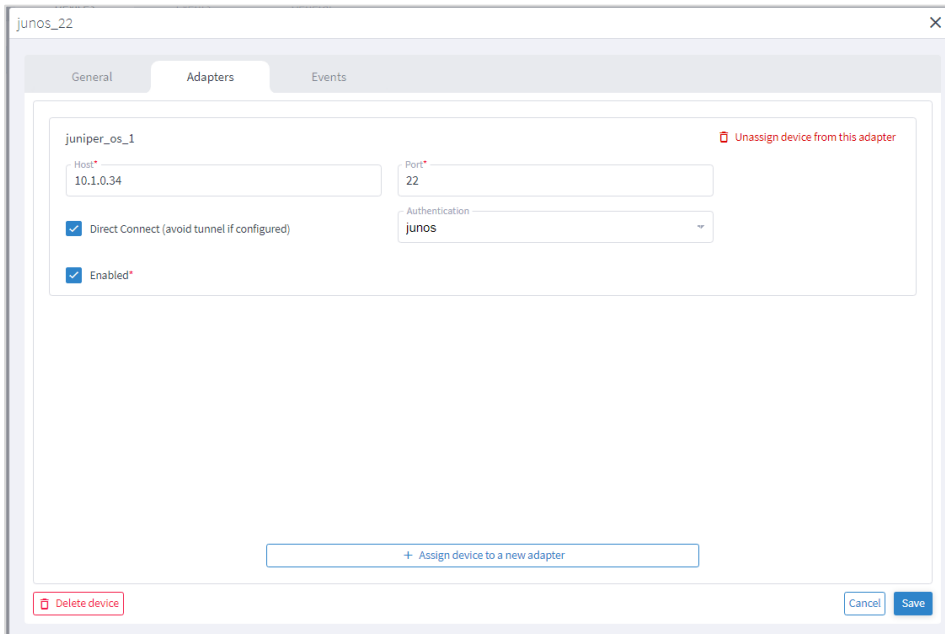 junos_22
General Adapters Events
juniper_os_1
Unassign device from this adapter
Host*
10.1.0.34
Port*
22
Direct Connect (avoid tunnel if configured)
Authentication
junos
Enabled*
+ Assign device to a new adapter
Delete device
Cancel
Save